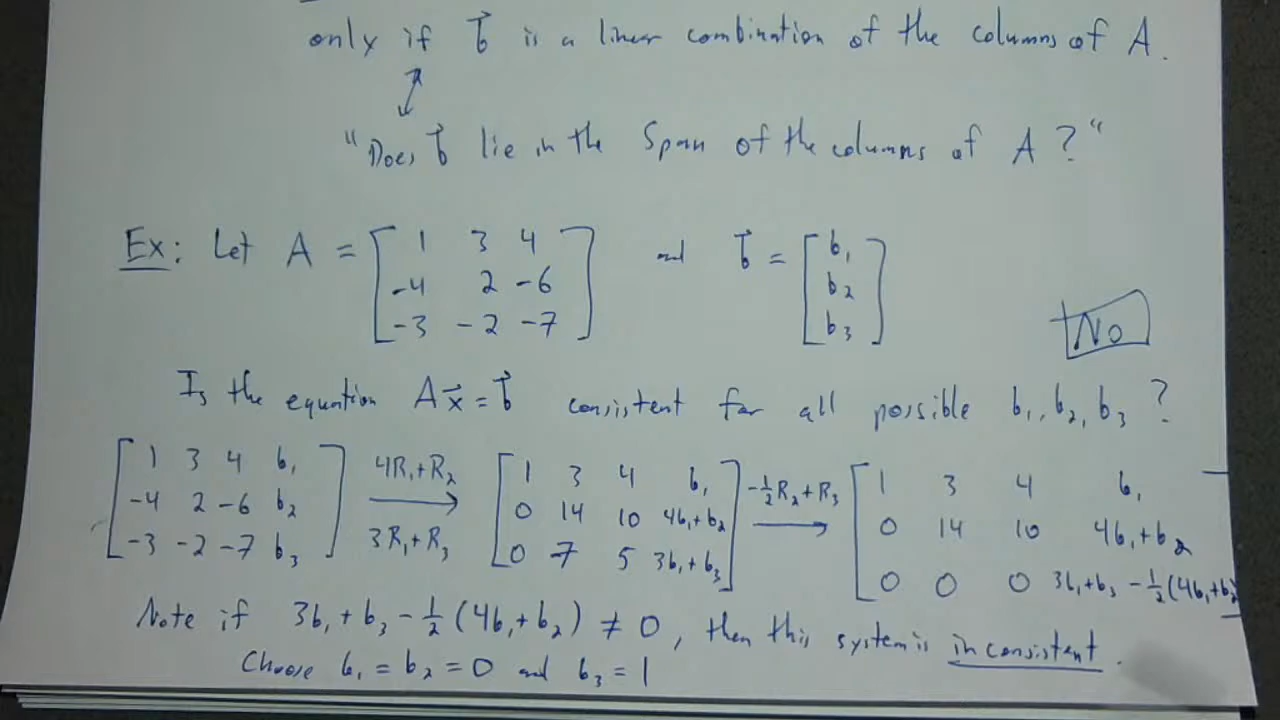 only if b⃗ is a linear combination of the columns of A.
"Does b⃗ lie in the Span of the columns of A?"
Ex: Let A = [1 3 4; -4 2 -6; -3 -2 -7] and b⃗ = [b₁; b₂; b₃]
No
Is the equation Ax⃗ = b⃗ consistent for all possible b₁, b₂, b₃?
1 3 4 b₁ 4R₁+R₂ 1 3 4 b₁ -½R₂+R₃ 1 3 4 b₁
-4 2 -6 b₂ 0 14 10 4b₁+b₂ 0 14 10 4b₁+b₂
-3 -2 -7 b₃ 3R₁+R₃ 0 7 5 3b₁+b₃ 0 0 0 3b₁+b₃ -½(4b₁+b₂)
Note if 3b₁ + b₃ - ½(4b₁+b₂) ≠ 0, then this system is inconsistent.
Choose b₁ = b₂ = 0 and b₃ = 1